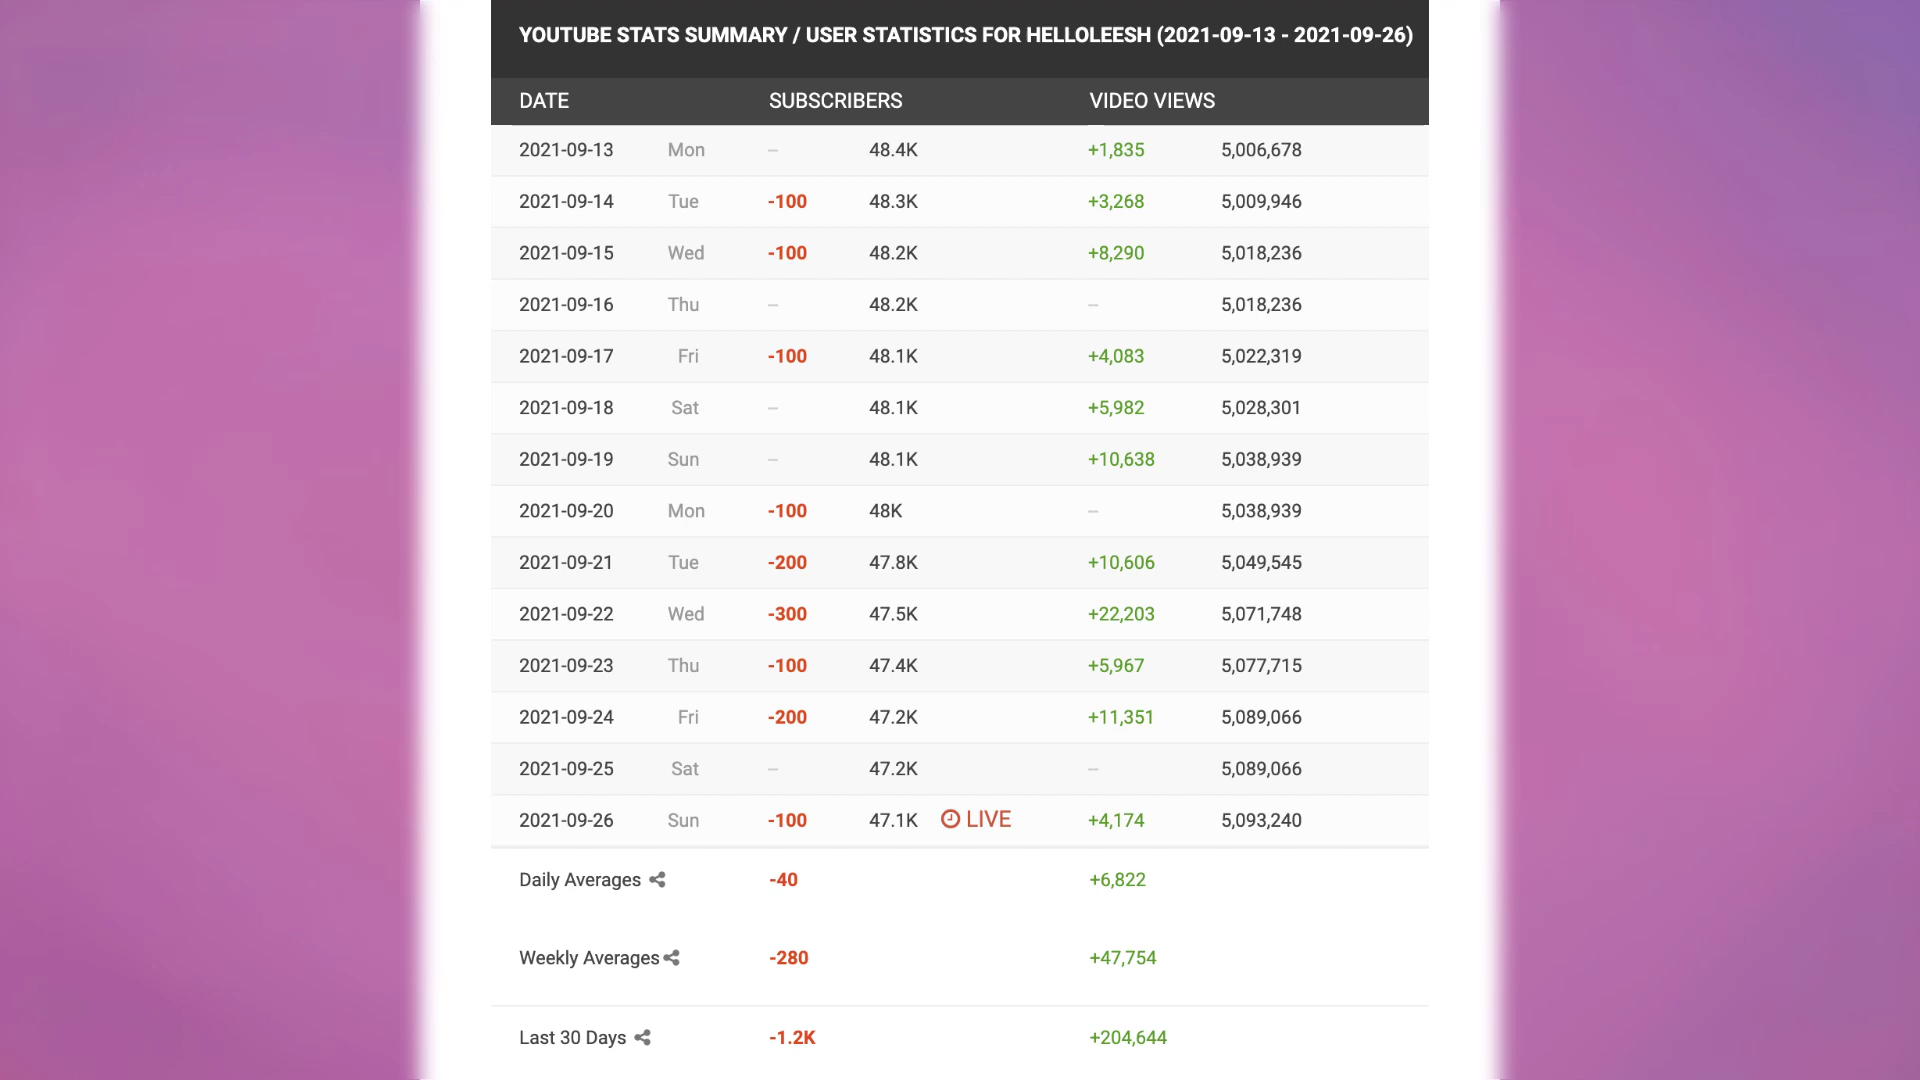 YOUTUBE STATS SUMMARY / USER STATISTICS FOR HELLOLEESH (2021-09-13 - 2021-09-26)
DATE SUBSCRIBERS VIDEO VIEWS
2021-09-13 Mon – 48.4K +1,835 5,006,678
2021-09-14 Tue -100 48.3K +3,268 5,009,946
2021-09-15 Wed -100 48.2K +8,290 5,018,236
2021-09-16 Thu – 48.2K – 5,018,236
2021-09-17 Fri -100 48.1K +4,083 5,022,319
2021-09-18 Sat – 48.1K +5,982 5,028,301
2021-09-19 Sun – 48.1K +10,638 5,038,939
2021-09-20 Mon -100 48K – 5,038,939
2021-09-21 Tue -200 47.8K +10,606 5,049,545
2021-09-22 Wed -300 47.5K +22,203 5,071,748
2021-09-23 Thu -100 47.4K +5,967 5,077,715
2021-09-24 Fri -200 47.2K +11,351 5,089,066
2021-09-25 Sat – 47.2K – 5,089,066
2021-09-26 Sun -100 47.1K LIVE +4,174 5,093,240
Daily Averages -40 +6,822
Weekly Averages -280 +47,754
Last 30 Days -1.2K +204,644